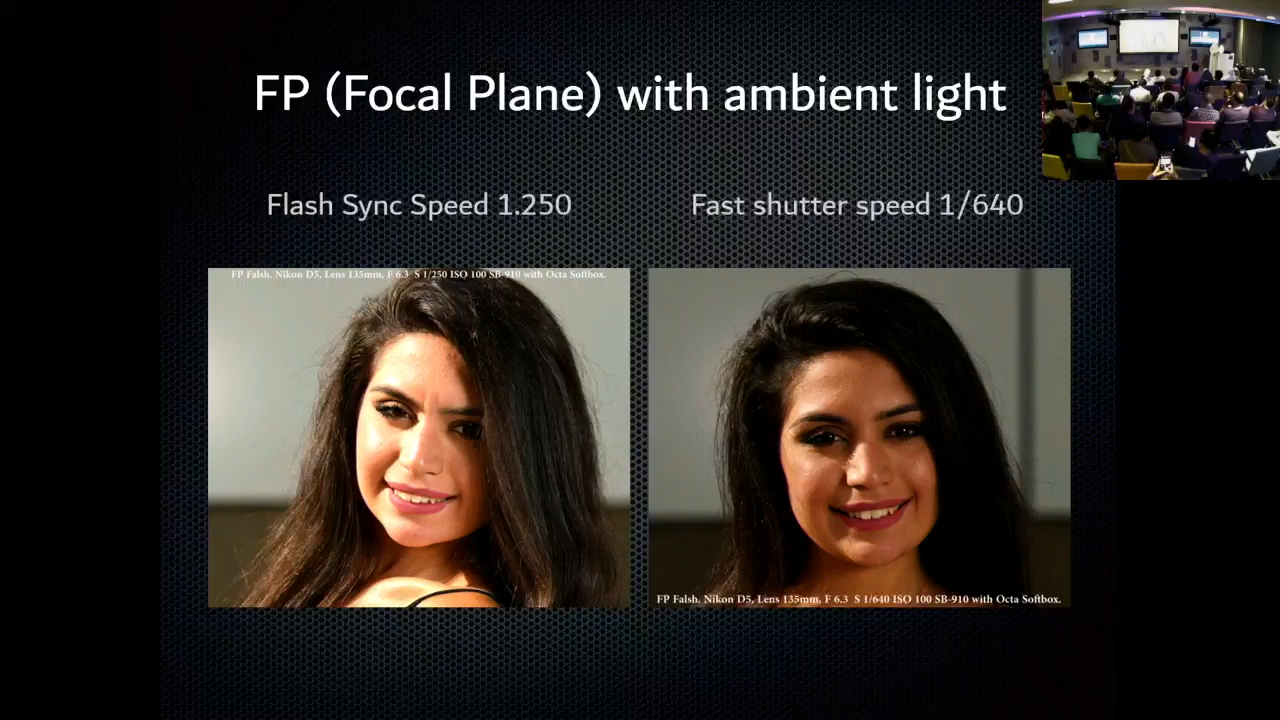 FP (Focal Plane) with ambient light
Flash Sync Speed 1.250
Fast shutter speed 1/640
FP Falsh. Nikon D5, Lens 135mm, F 6.3 S 1/250 ISO 100 SB-910 with Octa Softbox.
FP Falsh. Nikon D5, Lens 135mm, F 6.3 S 1/640 ISO 100 SB-910 with Octa Softbox.